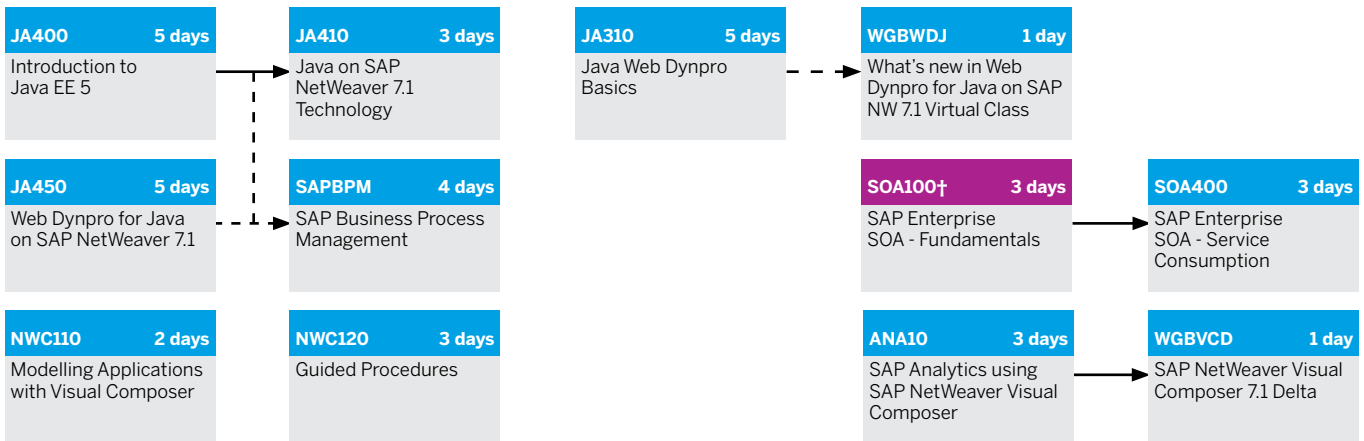 JA400 5 days
Introduction to
Java EE 5
JA410 3 days
Java on SAP
NetWeaver 7.1
Technology
JA310 5 days
Java Web Dynpro
Basics
WGBWDJ 1 day
What's new in Web
Dynpro for Java on SAP
NW 7.1 Virtual Class
JA450 5 days
Web Dynpro for Java
on SAP NetWeaver 7.1
SAPBPM 4 days
SAP Business Process
Management
SOA100† 3 days
SAP Enterprise
SOA - Fundamentals
SOA400 3 days
SAP Enterprise
SOA - Service
Consumption
NWC110 2 days
Modelling Applications
with Visual Composer
NWC120 3 days
Guided Procedures
ANA10 3 days
SAP Analytics using
SAP NetWeaver Visual
Composer
WGBVCD 1 day
SAP NetWeaver Visual
Composer 7.1 Delta